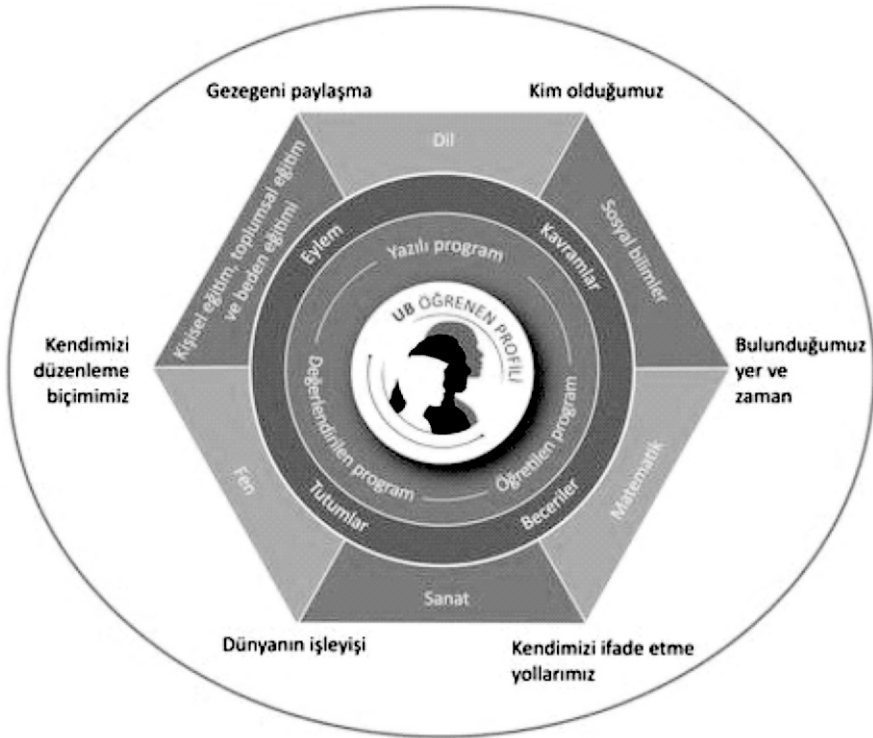 Gezegeni paylaşma
Kim olduğumuz
Dil
Kişisel eğitim, toplumsal eğitim
ve beden eğitimi
Sosyal bilimler
Eylem
Kavramlar
Yazılı program
UB ÖĞRENEN PROFİLİ
Kendimizi
düzenleme
biçimimiz
Bulunduğumuz
yer ve
zaman
Değerlendirilen program
Öğretilen program
Fen
Tutumlar
Beceriler
Matematik
Sanat
Dünyanın işleyişi
Kendimizi ifade etme
yollarımız